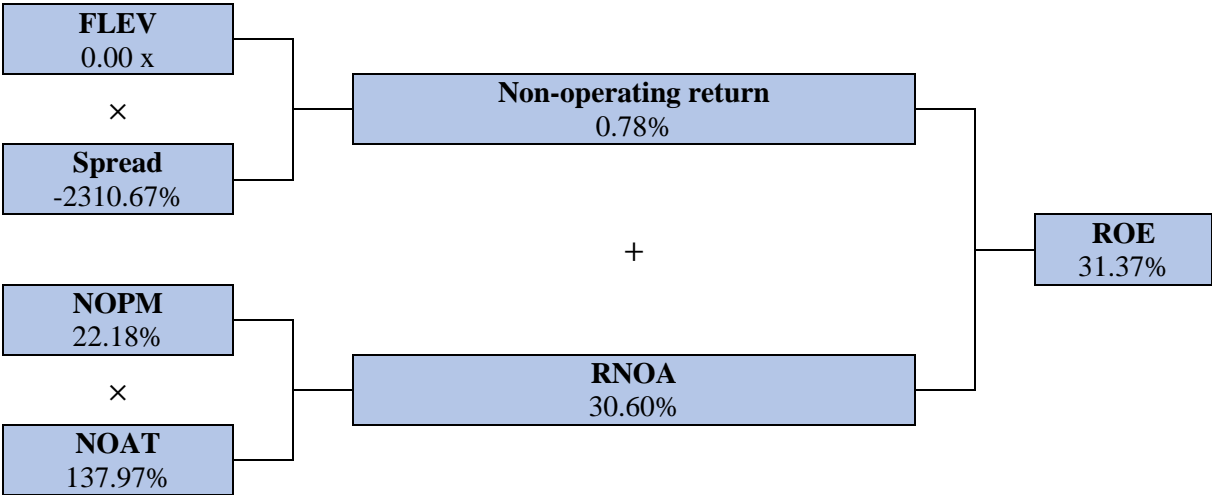 FLEV
0.00 x
×
Spread
-2310.67%
Non-operating return
0.78%
+
ROE
31.37%
NOPM
22.18%
×
NOAT
137.97%
RNOA
30.60%